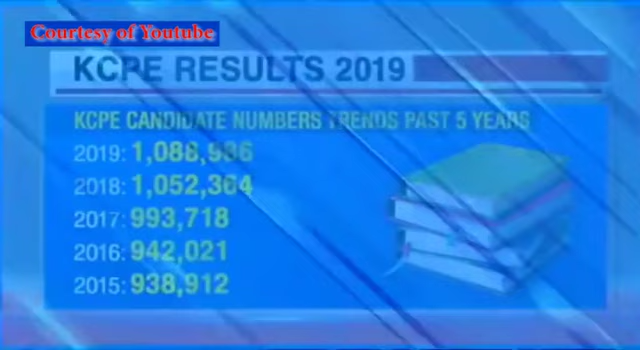 Courtesy of Youtube
KCPE RESULTS 2019
KCPE CANDIDATE NUMBERS TRENDS PAST 5 YEARS
2019: 1,088,986
2018: 1,052,364
2017: 993,718
2016: 942,021
2015: 938,912